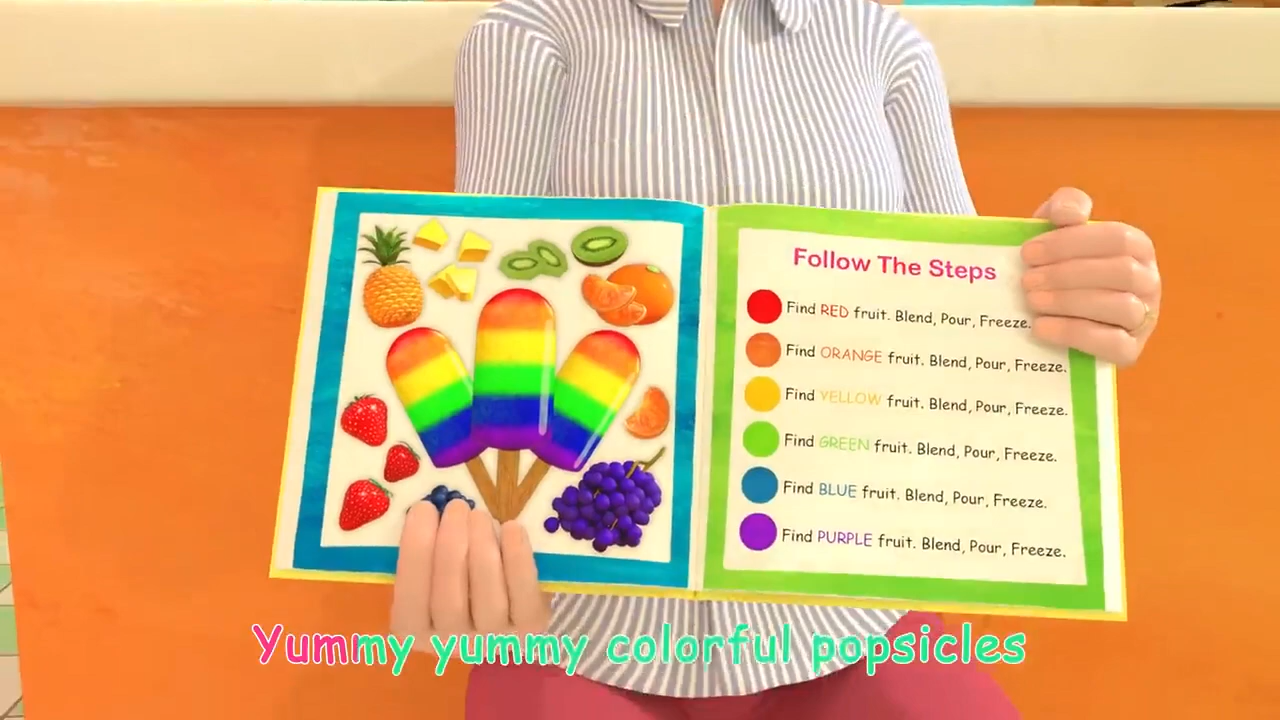 Follow The Steps
Find RED fruit. Blend, Pour, Freeze.
Find ORANGE fruit. Blend, Pour, Freeze.
Find YELLOW fruit. Blend, Pour, Freeze.
Find GREEN fruit. Blend, Pour, Freeze.
Find BLUE fruit. Blend, Pour, Freeze.
Find PURPLE fruit. Blend, Pour, Freeze.
Yummy yummy colorful popsicles